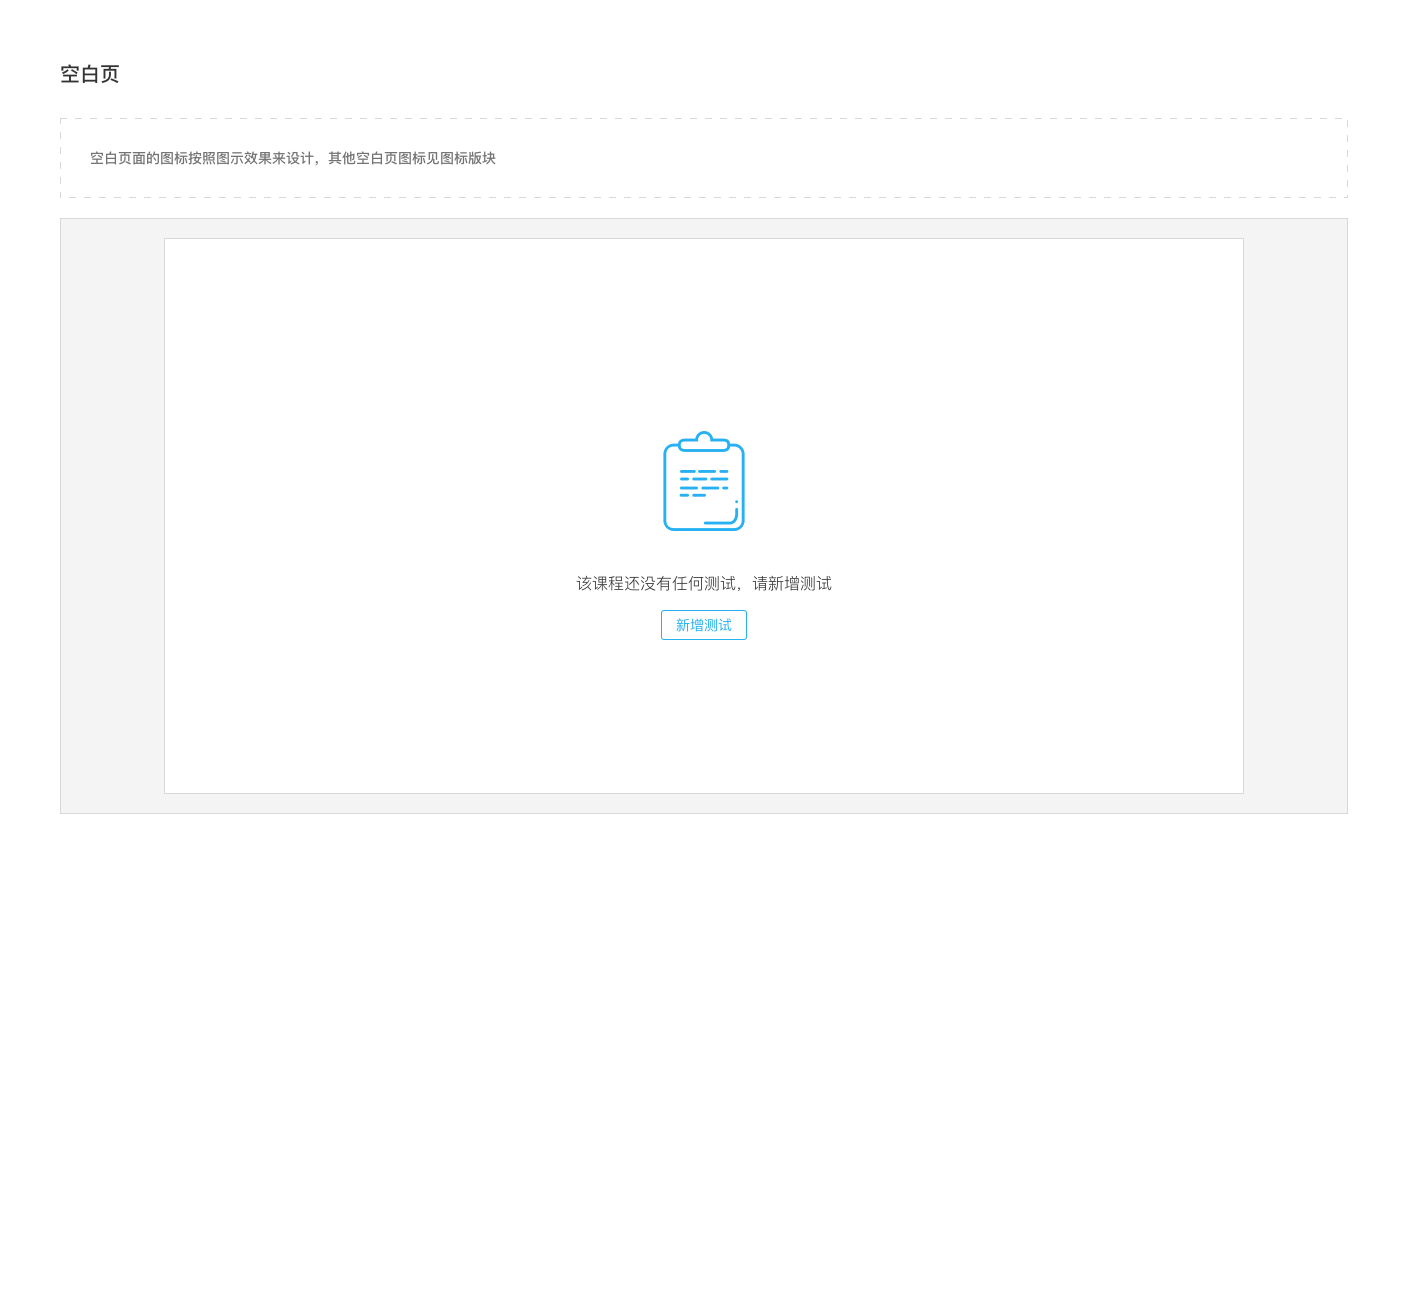 空白页
空白页面的图标按照图示效果来设计，其他空白页图标见图标版块
该课程还没有任何测试，请新增测试
新增测试